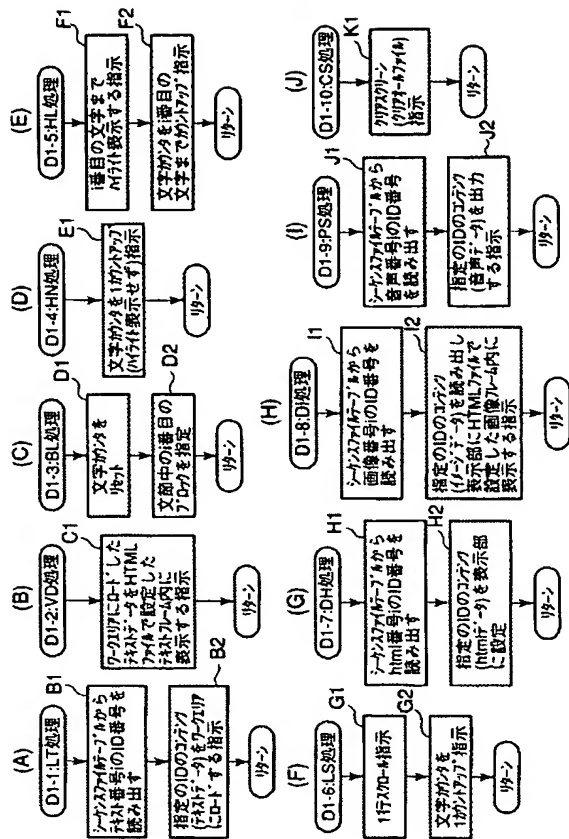 (A)
D1-1:LT処理
B1
シーケンスファイルテーブルから
テキスト番号iのID番号を
読み出す
B2
指定のIDのコンテンツ
(テキストデータ)をワークエリア
にロードする指示
リターン
(B)
D1-2:VD処理
C1
ワークエリアにロードした
テキストデータをHTML
ファイルで設定した
テキストフレーム内に
表示する指示
リターン
(C)
D1-3:BL処理
D1
文字カウンタを
リセット
D2
文部中のi番目の
ブロックを指定
リターン
(D)
D1-4:HN処理
E1
文字カウンタを1カウントアップ
(ハイライト表示せず)指示
リターン
(E)
D1-5:HL処理
F1
i番目の文字まで
ハイライト表示する指示
F2
文字カウンタをi番目の
文字までカウントアップ指示
リターン
(F)
D1-6:LS処理
G1
1行スクロール指示
G2
文字カウンタを
1カウントアップ指示
リターン
(G)
D1-7:DH処理
H1
シーケンスファイルテーブルから
html番号iのID番号を
読み出す
H2
指定のIDのコンテンツ
(htmlデータ)を表示部
に設定
リターン
(H)
D1-8:DI処理
I1
シーケンスファイルテーブルから
画像番号iのID番号を
読み出す
I2
指定のIDのコンテンツ
(イメージデータ)を読み出し
表示部にHTMLファイルで
設定した画像フレーム内に
表示する指示
リターン
(I)
D1-9:PS処理
J1
シーケンスファイルテーブルから
音声番号iのID番号
を読み出す
J2
指定のIDのコンテンツ
(音声データ)を出力
する指示
リターン
(J)
D1-10:CS処理
K1
クリアスクリーン
(クリアオールファイル)
指示
リターン